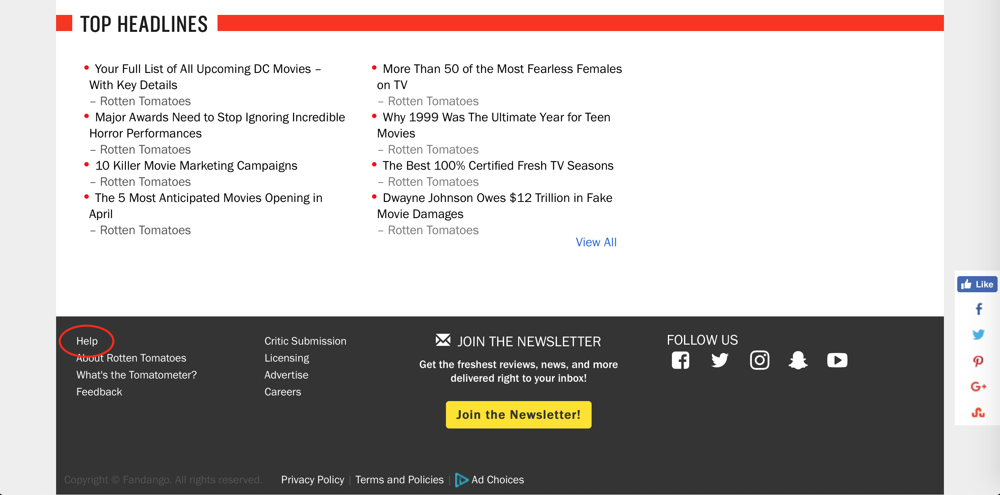 TOP HEADLINES
• Your Full List of All Upcoming DC Movies –
With Key Details
– Rotten Tomatoes
• Major Awards Need to Stop Ignoring Incredible
Horror Performances
– Rotten Tomatoes
• 10 Killer Movie Marketing Campaigns
– Rotten Tomatoes
• The 5 Most Anticipated Movies Opening in
April
– Rotten Tomatoes
• More Than 50 of the Most Fearless Females
on TV
– Rotten Tomatoes
• Why 1999 Was The Ultimate Year for Teen
Movies
– Rotten Tomatoes
• The Best 100% Certified Fresh TV Seasons
– Rotten Tomatoes
• Dwayne Johnson Owes $12 Trillion in Fake
Movie Damages
– Rotten Tomatoes
View All
Like
G+
Help
About Rotten Tomatoes
What's the Tomatometer?
Feedback
Critic Submission
Licensing
Advertise
Careers
JOIN THE NEWSLETTER
Get the freshest reviews, news, and more
delivered right to your inbox!
Join the Newsletter!
FOLLOW US
Copyright © Fandango. All rights reserved.
Privacy Policy | Terms and Policies | Ad Choices